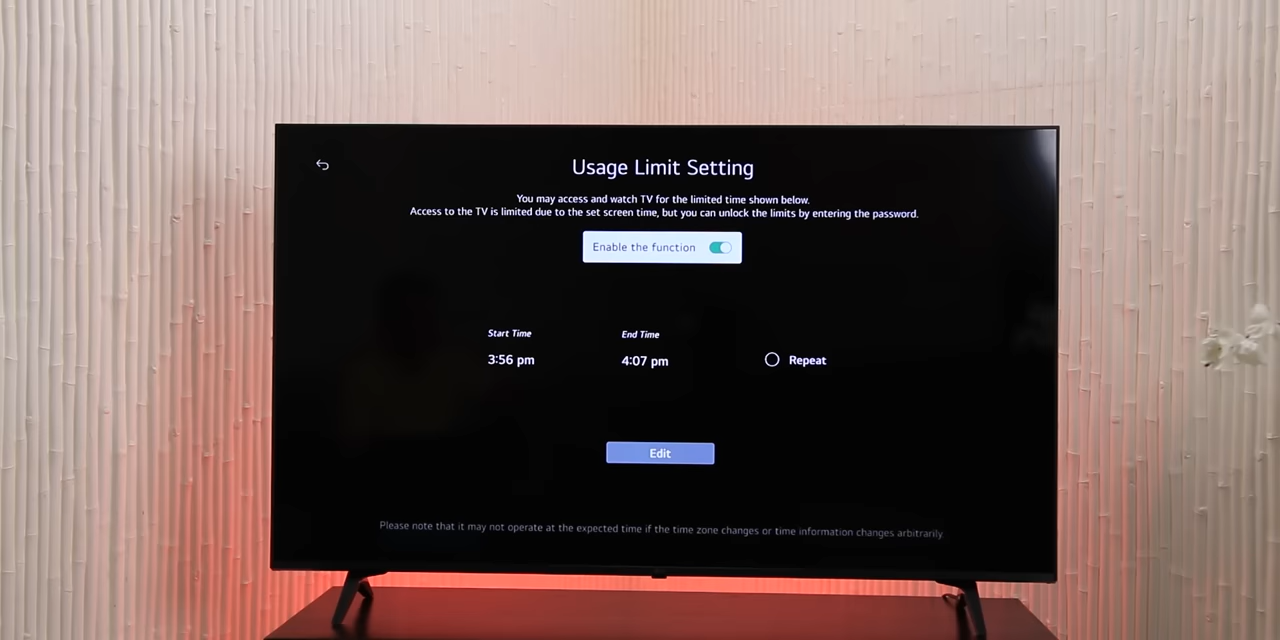 Usage Limit Setting
You may access and watch TV for the limited time shown below.
Access to the TV is limited due to the set screen time, but you can unlock the limits by entering the password.
Enable the function
Start Time
End Time
3:56 pm
4:07 pm
Repeat
Edit
Please note that it may not operate at the expected time if the time zone changes or time information changes arbitrarily